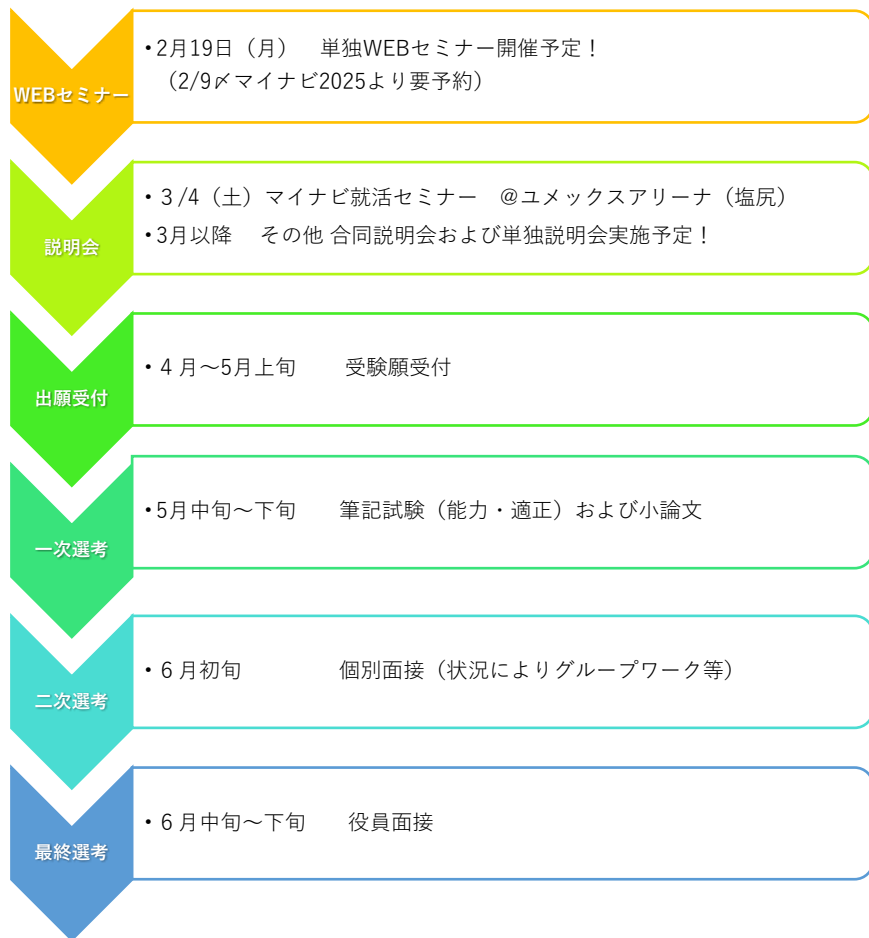 WEBセミナー
・2月19日（月）　単独WEBセミナー開催予定！
（2/9〆マイナビ2025より要予約）
説明会
・３/4（土）マイナビ就活セミナー　@ユメックスアリーナ（塩尻）
・3月以降　その他 合同説明会および単独説明会実施予定！
出願受付
・４月～5月上旬　　受験願受付
一次選考
・5月中旬～下旬　　筆記試験（能力・適正）および小論文
二次選考
・６月初旬　　　　個別面接（状況によりグループワーク等）
最終選考
・６月中旬～下旬　　役員面接